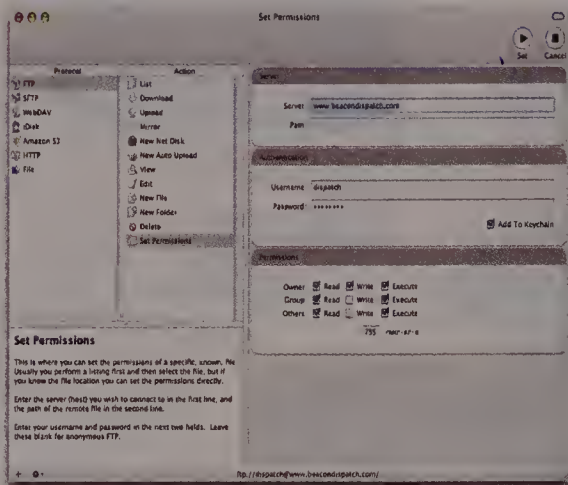 Set Permissions
Set Cancel
Protocol
FTP
SFTP
WebDAV
iDisk
Amazon S3
HTTP
File
Action
List
Download
Upload
Mirror
New Net Disk
New Auto Upload
View
Edit
New File
New Folder
Delete
Set Permissions
Server
Server www.beacondispatch.com
Path
Authentication
Username dispatch
Password ••••••••
Add To Keychain
Permissions
Owner Read Write Execute
Group Read Write Execute
Others Read Write Execute
755
Set Permissions
This is where you can set the permissions of a specific, known, file
Usually you perform a listing first and then select the file, but if
you know the file location you can set the permissions directly.
Enter the server (host) you wish to connect to in the first line, and
the path of the remote file in the second line.
Enter your username and password in the next two fields. Leave
these blank for anonymous FTP.
ftp://dispatch@www.beacondispatch.com/